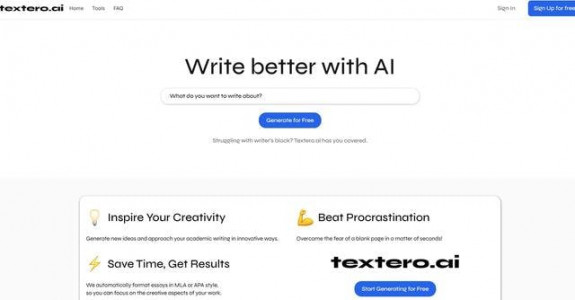 textero.ai Home Tools FAQ Sign In Sign Up for free
Write better with AI
What do you want to write about?
Generate for Free
Struggling with writer's block? Textero.ai has you covered.
Inspire Your Creativity
Generate new ideas and approach your academic writing in innovative ways.
Beat Procrastination
Overcome the fear of a blank page in a matter of seconds!
Save Time, Get Results
We automatically format essays in MLA or APA style,
so you can focus on the creative aspects of your work.
textero.ai
Start Generating for Free